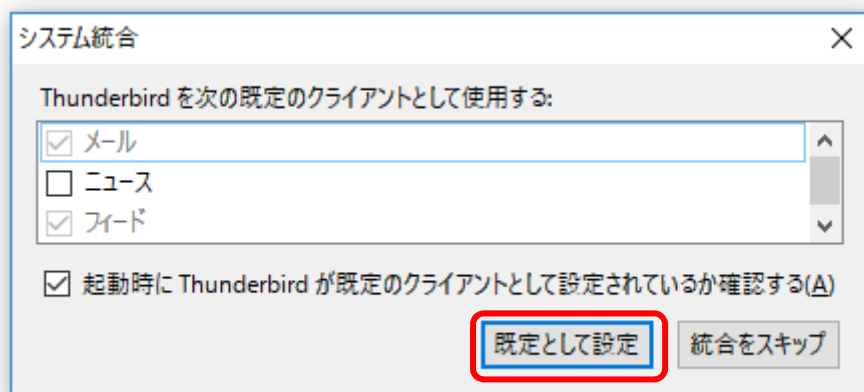 システム統合
Thunderbird を次の既定のクライアントとして使用する:
メール
ニュース
フィード
起動時に Thunderbird が既定のクライアントとして設定されているか確認する(A)
既定として設定 統合をスキップ